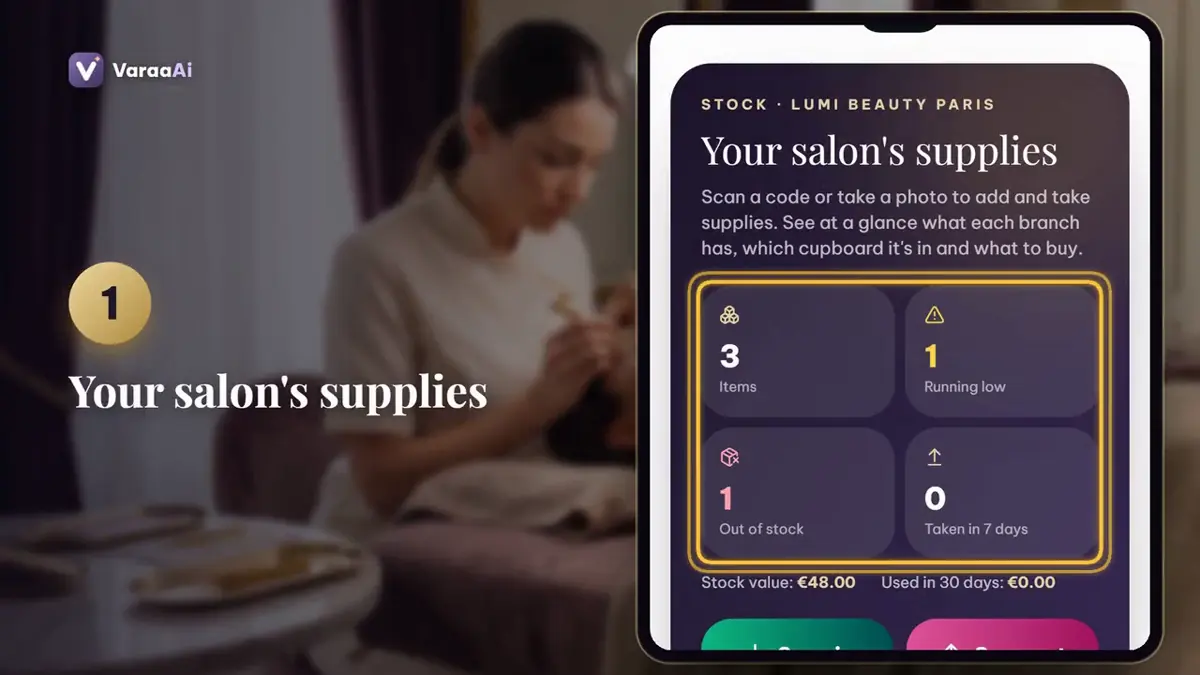 VaraaAi
1
Your salon's supplies
STOCK · LUMI BEAUTY PARIS
Your salon's supplies
Scan a code or take a photo to add and take
supplies. See at a glance what each branch
has, which cupboard it's in and what to buy.
3
Items
1
Running low
1
Out of stock
0
Taken in 7 days
Stock value: €48.00 Used in 30 days: €0.00